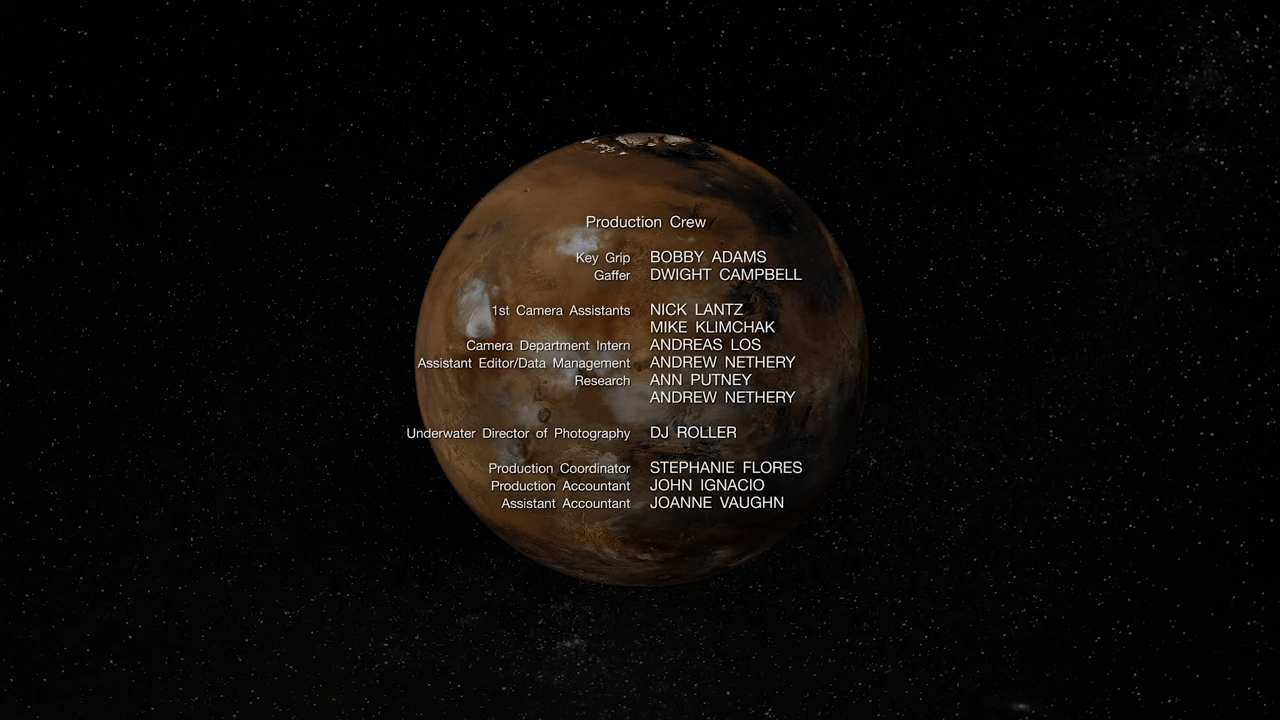 Production Crew
Key Grip BOBBY ADAMS
Gaffer DWIGHT CAMPBELL
1st Camera Assistants NICK LANTZ
MIKE KLIMCHAK
Camera Department Intern ANDREAS LOS
Assistant Editor/Data Management ANDREW NETHERY
Research ANN PUTNEY
ANDREW NETHERY
Underwater Director of Photography DJ ROLLER
Production Coordinator STEPHANIE FLORES
Production Accountant JOHN IGNACIO
Assistant Accountant JOANNE VAUGHN